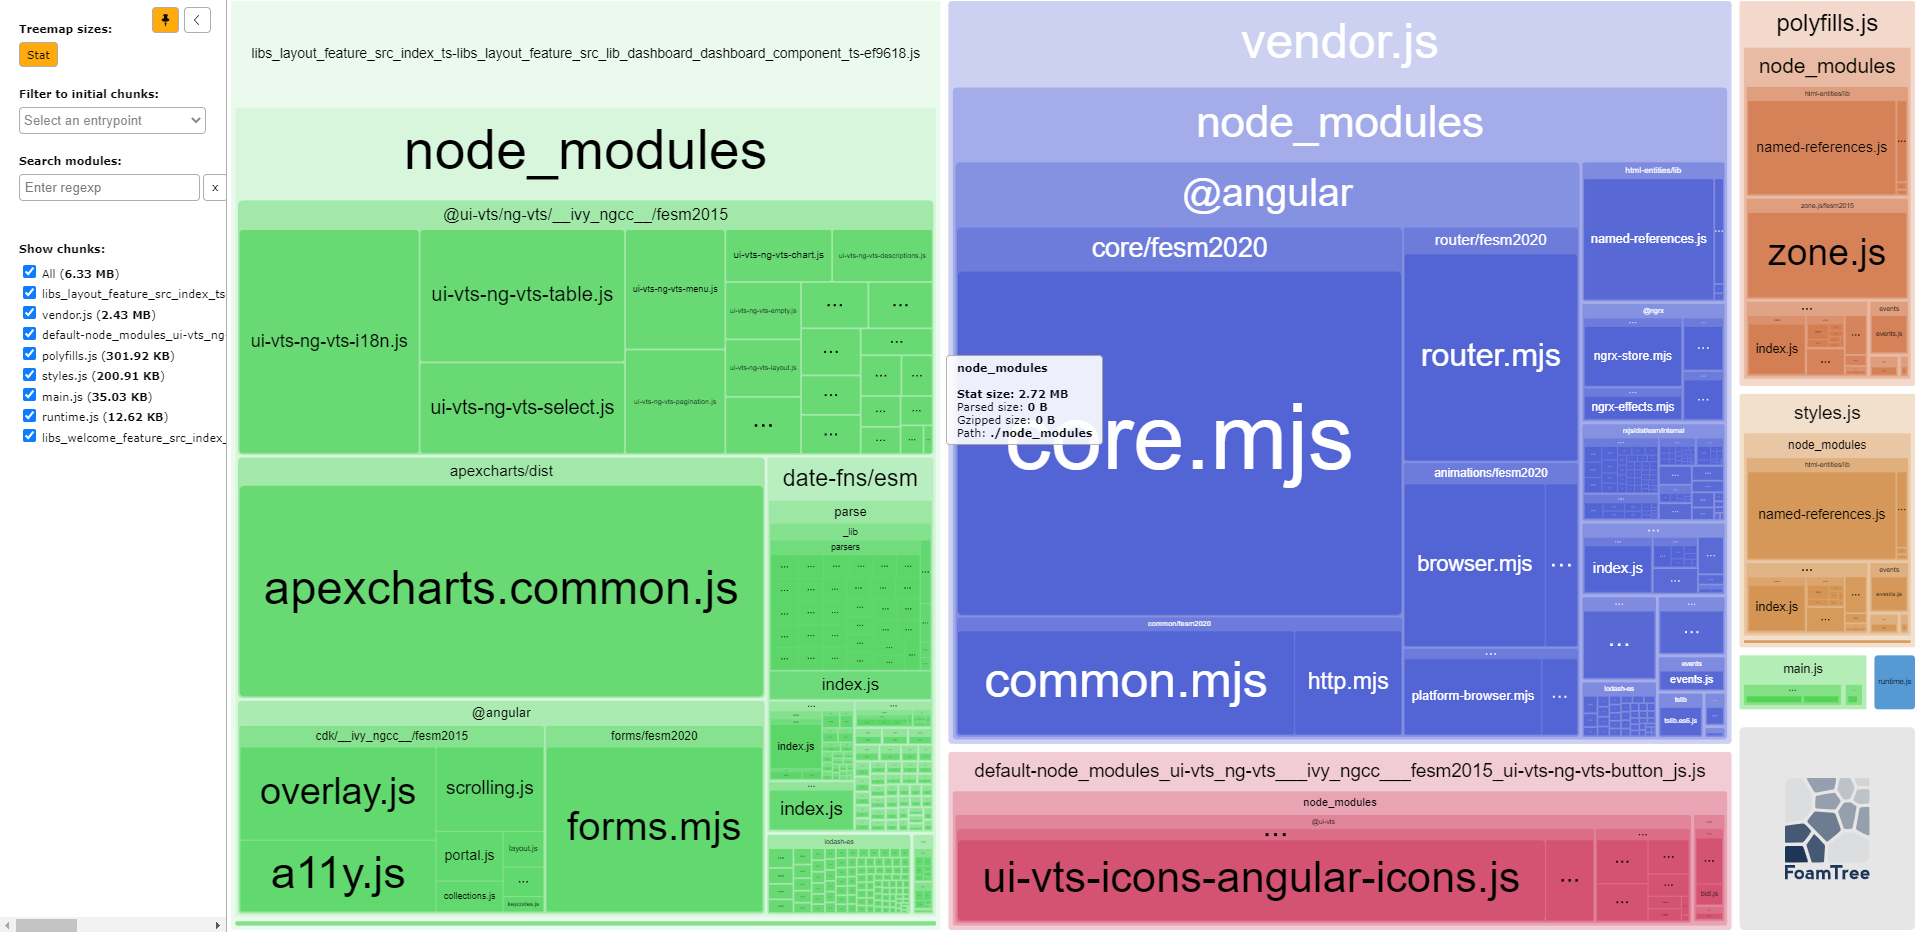 Treemap sizes:
Stat
Filter to initial chunks:
Select an entrypoint
Search modules:
Enter regexp
x
Show chunks:
All (6.33 MB)
libs_layout_feature_src_index_ts
vendor.js (2.43 MB)
default-node_modules_ui-vts_ng-
polyfills.js (301.92 KB)
styles.js (200.91 KB)
main.js (35.03 KB)
runtime.js (12.62 KB)
libs_welcome_feature_src_index_
libs_layout_feature_src_index_ts-libs_layout_feature_src_lib_dashboard_dashboard_component_ts-ef9618.js
node_modules
@ui-vts/ng-vts/__ivy_ngcc__/fesm2015
ui-vts-ng-vts-i18n.js
ui-vts-ng-vts-table.js
ui-vts-ng-vts-select.js
ui-vts-ng-vts-menu.js
ui-vts-ng-vts-pagination.js
ui-vts-ng-vts-chart.js
ui-vts-ng-vts-descriptions.js
ui-vts-ng-vts-empty.js
ui-vts-ng-vts-layout.js
apexcharts/dist
apexcharts.common.js
date-fns/esm
parse
_lib
parsers
index.js
index.js
index.js
lodash-es
@angular
cdk/__ivy_ngcc__/fesm2015
overlay.js
a11y.js
scrolling.js
portal.js
layout.js
collections.js
keycodes.js
forms/fesm2020
forms.mjs
vendor.js
node_modules
@angular
core/fesm2020
core.mjs
node_modules
Stat size: 2.72 MB
Parsed size: 0 B
Gzipped size: 0 B
Path: ./node_modules
common/fesm2020
common.mjs
http.mjs
router/fesm2020
router.mjs
animations/fesm2020
browser.mjs
platform-browser.mjs
html-entities/lib
named-references.js
@ngrx
ngrx-store.mjs
ngrx-effects.mjs
rxjs/dist/esm/internal
index.js
events
events.js
lodash-es
tslib
tslib.es6.js
default-node_modules_ui-vts_ng-vts___ivy_ngcc___fesm2015_ui-vts-ng-vts-button_js.js
node_modules
@ui-vts
ui-vts-icons-angular-icons.js
bidi.js
polyfills.js
node_modules
html-entities/lib
named-references.js
zone.js/fesm2015
zone.js
index.js
events
events.js
styles.js
node_modules
html-entities/lib
named-references.js
index.js
events
events.js
main.js
runtime.js
FoamTree